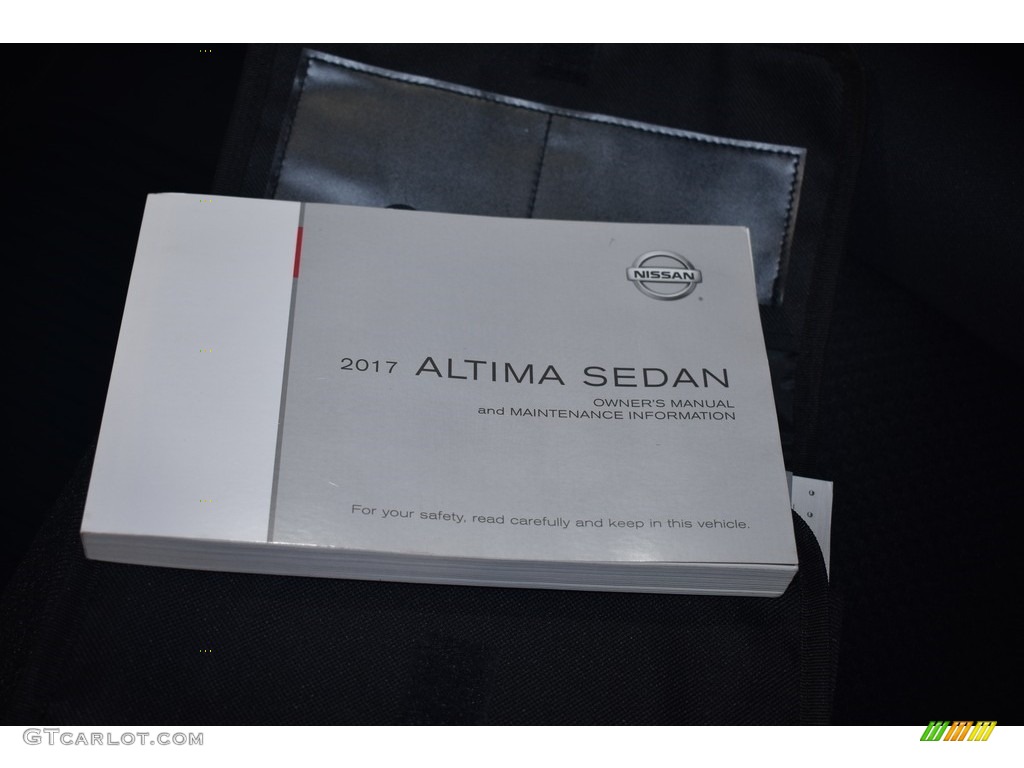 NISSAN
2017 ALTIMA SEDAN
OWNER'S MANUAL
and MAINTENANCE INFORMATION
For your safety, read carefully and keep in this vehicle.
GTCARLOT.COM